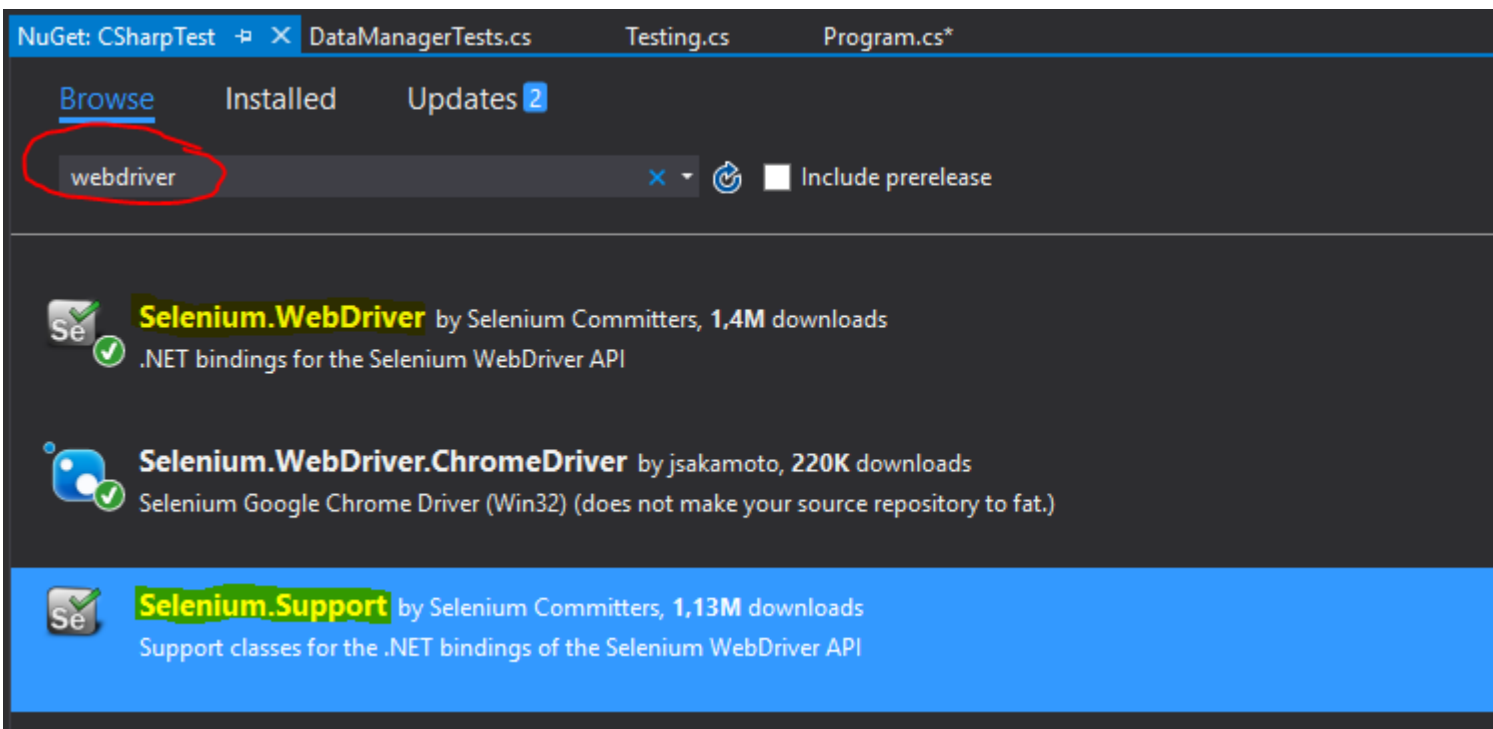 NuGet: CSharpTest DataManagerTests.cs Testing.cs Program.cs*
Browse Installed Updates 2
webdriver Include prerelease
Se Selenium.WebDriver by Selenium Committers, 1,4M downloads
.NET bindings for the Selenium WebDriver API
Selenium.WebDriver.ChromeDriver by jsakamoto, 220K downloads
Selenium Google Chrome Driver (Win32) (does not make your source repository to fat.)
Se Selenium.Support by Selenium Committers, 1,13M downloads
Support classes for the .NET bindings of the Selenium WebDriver API